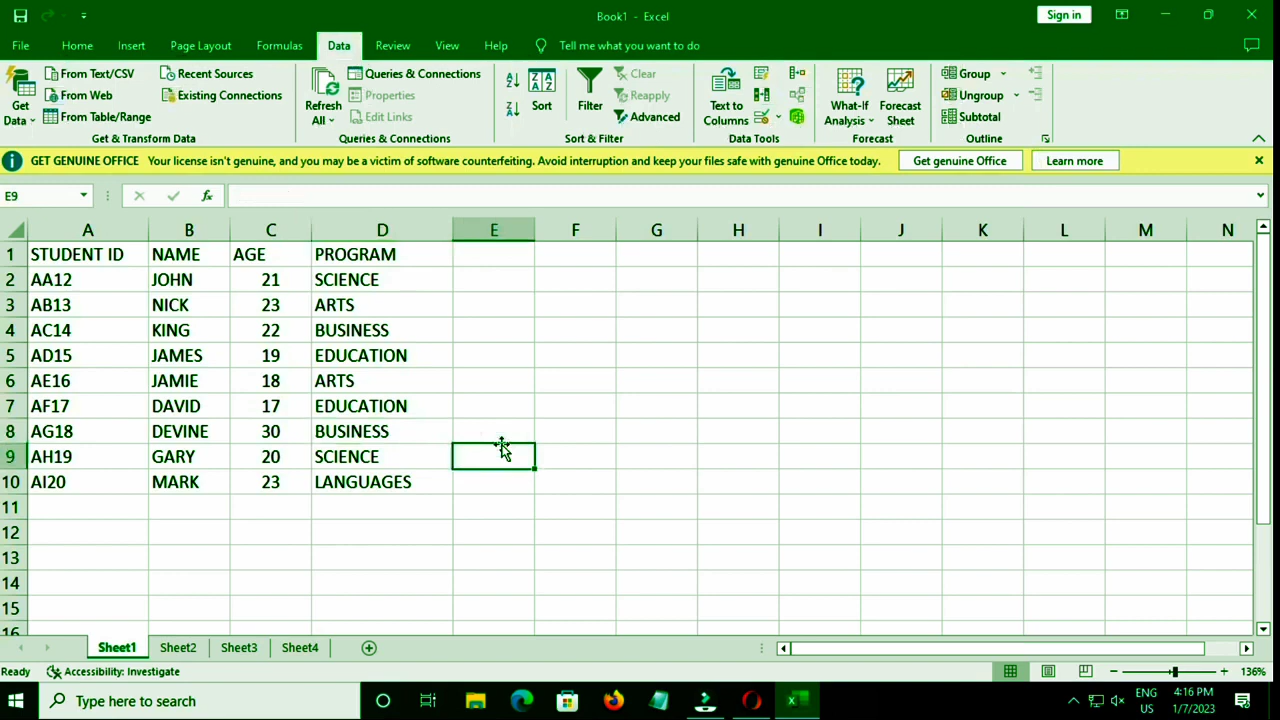 Book1 - Excel
Sign in
File Home Insert Page Layout Formulas Data Review View Help Tell me what you want to do
Get Data
From Text/CSV
From Web
From Table/Range
Recent Sources
Existing Connections
Get & Transform Data
Refresh All
Queries & Connections
Properties
Edit Links
Queries & Connections
Sort
Filter
Clear
Reapply
Advanced
Sort & Filter
Text to Columns
Data Tools
What-If Analysis
Forecast Sheet
Forecast
Group
Ungroup
Subtotal
Outline
GET GENUINE OFFICE Your license isn't genuine, and you may be a victim of software counterfeiting. Avoid interruption and keep your files safe with genuine Office today. Get genuine Office Learn more
E9 fx
A B C D E F G H I J K L M N
1 STUDENT ID NAME AGE PROGRAM
2 AA12 JOHN 21 SCIENCE
3 AB13 NICK 23 ARTS
4 AC14 KING 22 BUSINESS
5 AD15 JAMES 19 EDUCATION
6 AE16 JAMIE 18 ARTS
7 AF17 DAVID 17 EDUCATION
8 AG18 DEVINE 30 BUSINESS
9 AH19 GARY 20 SCIENCE
10 AI20 MARK 23 LANGUAGES
11
12
13
14
15
16
Sheet1 Sheet2 Sheet3 Sheet4
Ready Accessibility: Investigate 136%
Type here to search
ENG US
4:16 PM
1/7/2023